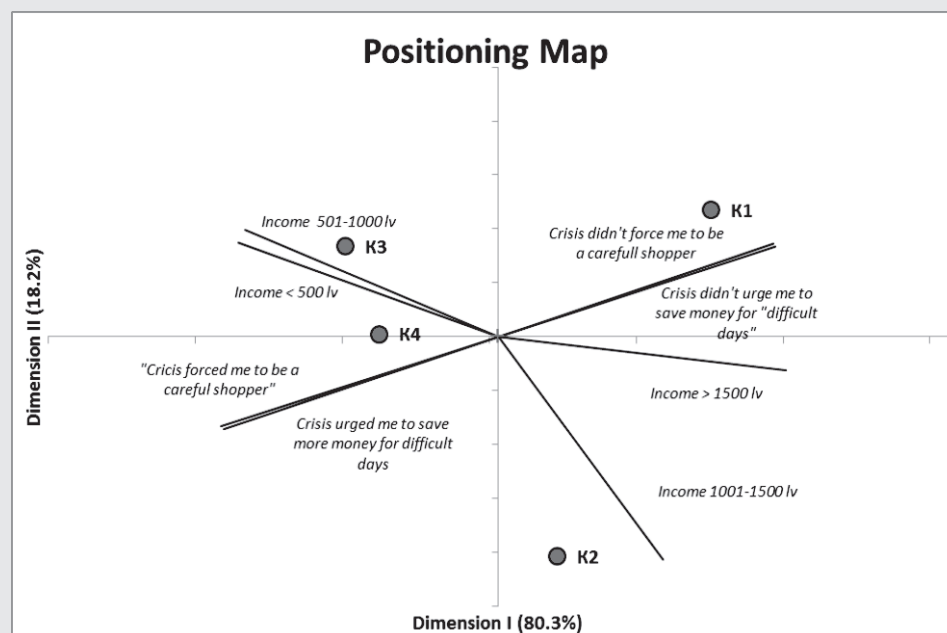 Positioning Map
Income 501-1000 lv
K3
Income < 500 lv
K4
K1
Crisis didn't force me to be
a carefull shopper
Crisis didn't urge me to
save money for "difficult
days"
Income > 1500 lv
"Cricis forced me to be a
careful shopper"
Crisis urged me to save
more money for difficult
days
Income 1001-1500 lv
K2
Dimension II (18.2%)
Dimension I (80.3%)